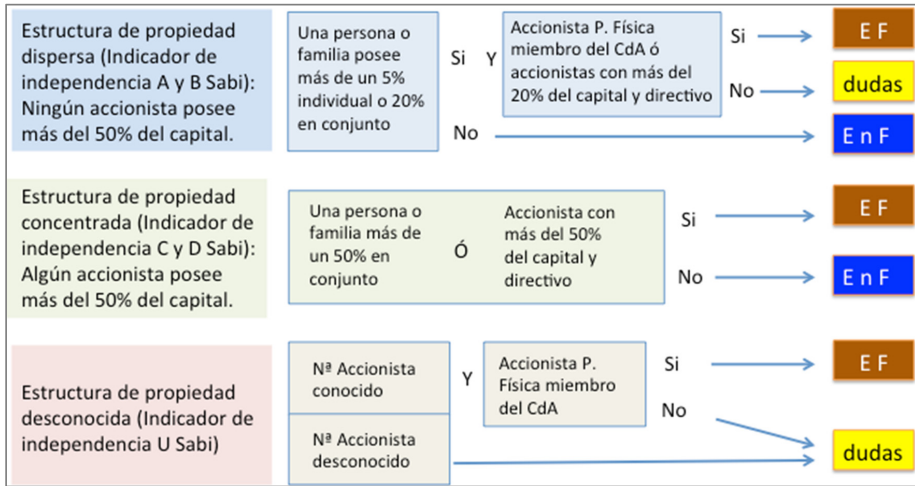 Estructura de propiedad
dispersa (Indicador de
independencia A y B Sabi):
Ningún accionista posee
más del 50% del capital.
Una persona o
familia posee
más de un 5%
individual o 20%
en conjunto
Si
Y
No
Accionista P. Física
miembro del CdA ó
accionistas con más del
20% del capital y directivo
Si
No
E F
dudas
E n F
Estructura de propiedad
concentrada (Indicador de
independencia C y D Sabi):
Algún accionista posee
más del 50% del capital.
Una persona o
familia más de
un 50% en
conjunto
Ó
Accionista con
más del 50%
del capital y
directivo
Si
No
E F
E n F
Estructura de propiedad
desconocida (Indicador de
independencia U Sabi)
Nª Accionista
conocido
Y
Accionista P.
Física miembro
del CdA
Si
No
E F
Nª Accionista
desconocido
dudas